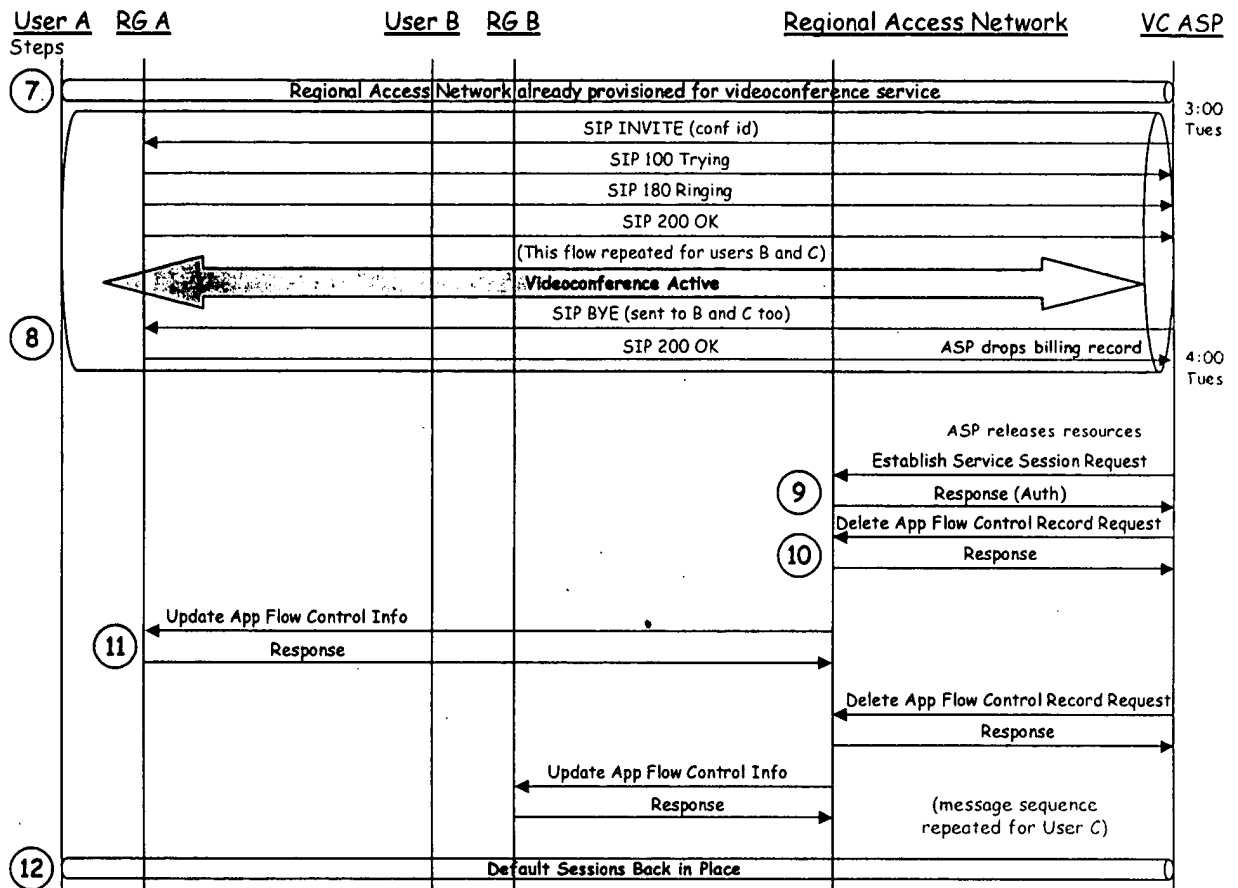 User A RG A User B RG B Regional Access Network VC ASP
Steps
7 Regional Access Network already provisioned for videoconference service
3:00
Tues
SIP INVITE (conf id)
SIP 100 Trying
SIP 180 Ringing
SIP 200 OK
(This flow repeated for users B and C)
Videoconference Active
SIP BYE (sent to B and C too)
8
SIP 200 OK ASP drops billing record
4:00
Tues
ASP releases resources
Establish Service Session Request
9 Response (Auth)
Delete App Flow Control Record Request
10 Response
Update App Flow Control Info
11 Response
Delete App Flow Control Record Request
Response
Update App Flow Control Info
Response
(message sequence
repeated for User C)
12 Default Sessions Back in Place